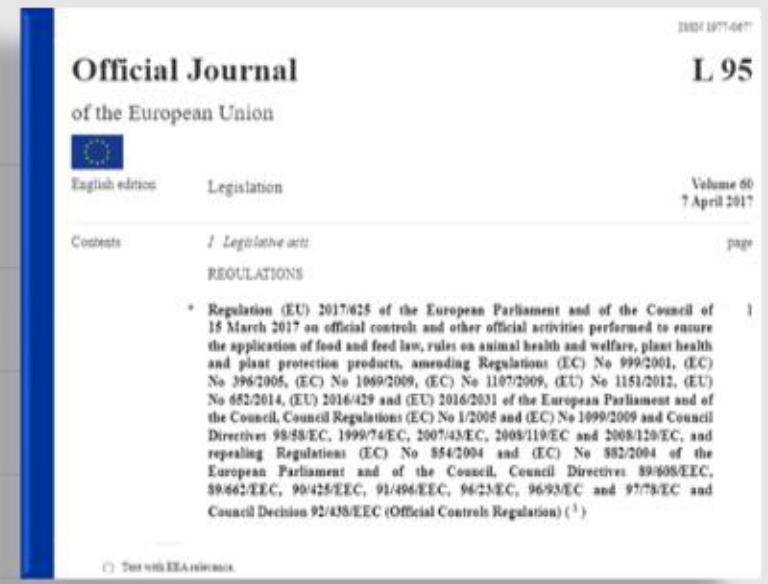 ISSN 1977-0677
Official Journal
L 95
of the European Union
English edition
Legislation
Volume 60
7 April 2017
Contents
I Legislative acts
page
REGULATIONS
* Regulation (EU) 2017/625 of the European Parliament and of the Council of 1
15 March 2017 on official controls and other official activities performed to ensure
the application of food and feed law, rules on animal health and welfare, plant health
and plant protection products, amending Regulations (EC) No 999/2001, (EC)
No 396/2005, (EC) No 1069/2009, (EC) No 1107/2009, (EU) No 1151/2012, (EU)
No 652/2014, (EU) 2016/429 and (EU) 2016/2031 of the European Parliament and of
the Council, Council Regulations (EC) No 1/2005 and (EC) No 1099/2009 and Council
Directives 98/58/EC, 1999/74/EC, 2007/43/EC, 2008/119/EC and 2008/120/EC, and
repealing Regulations (EC) No 854/2004 and (EC) No 882/2004 of the
European Parliament and of the Council, Council Directives 89/608/EEC,
89/662/EEC, 90/425/EEC, 91/496/EEC, 96/23/EC, 96/93/EC and 97/78/EC and
Council Decision 92/438/EEC (Official Controls Regulation) (1)
Text with EEA relevance.